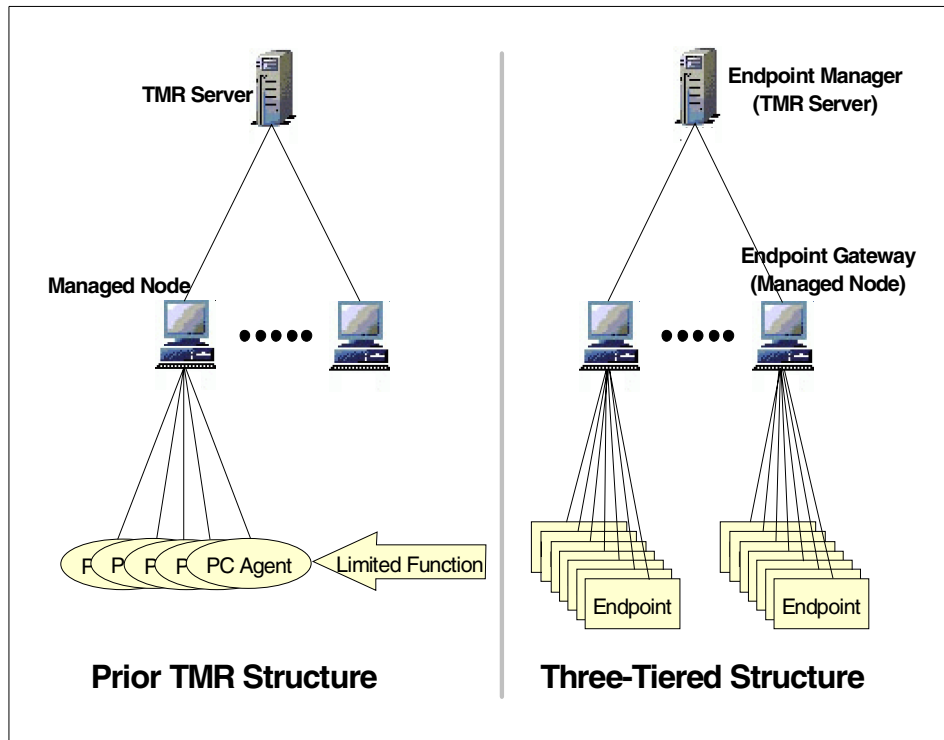 TMR Server
Managed Node
P
P
P
P
PC Agent
Limited Function
Prior TMR Structure
Endpoint Manager
(TMR Server)
Endpoint Gateway
(Managed Node)
Endpoint
Endpoint
Three-Tiered Structure